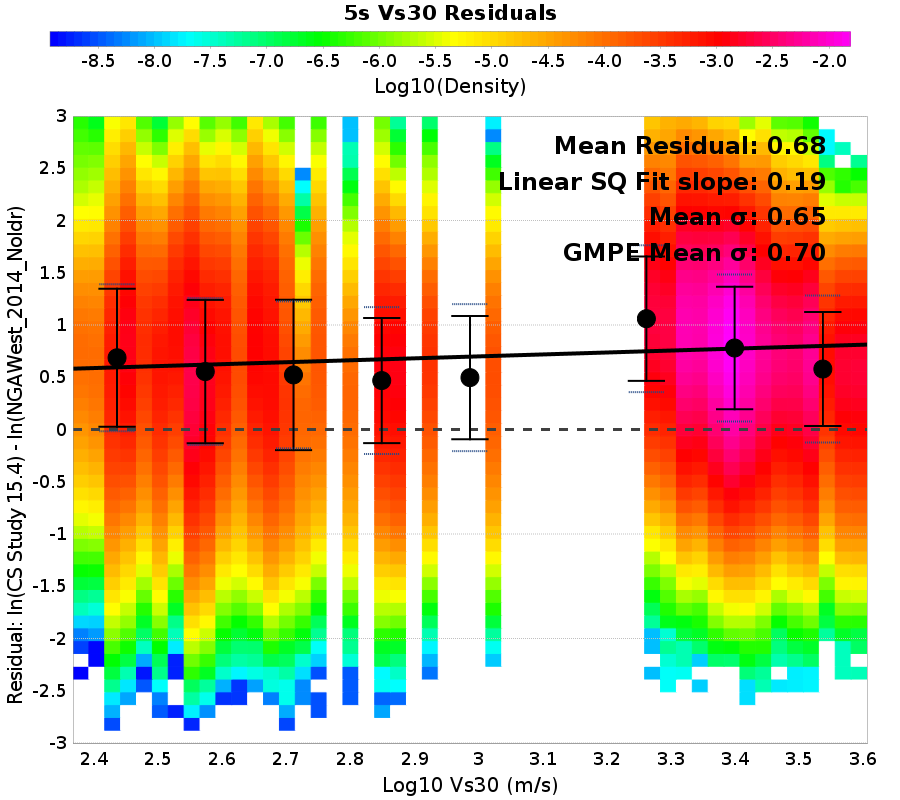 5s Vs30 Residuals
-8.5 -8.0 -7.5 -7.0 -6.5 -6.0 -5.5 -5.0 -4.5 -4.0 -3.5 -3.0 -2.5 -2.0
Log10(Density)
Mean Residual: 0.68
Linear SQ Fit slope: 0.19
Mean σ: 0.65
GMPE Mean σ: 0.70
Residual: ln(CS Study 15.4) - ln(NGAWest_2014_NoIdr)
3
2.5
2
1.5
1
0.5
0
-0.5
-1
-1.5
-2
-2.5
-3
2.4 2.5 2.6 2.7 2.8 2.9 3 3.1 3.2 3.3 3.4 3.5 3.6
Log10 Vs30 (m/s)